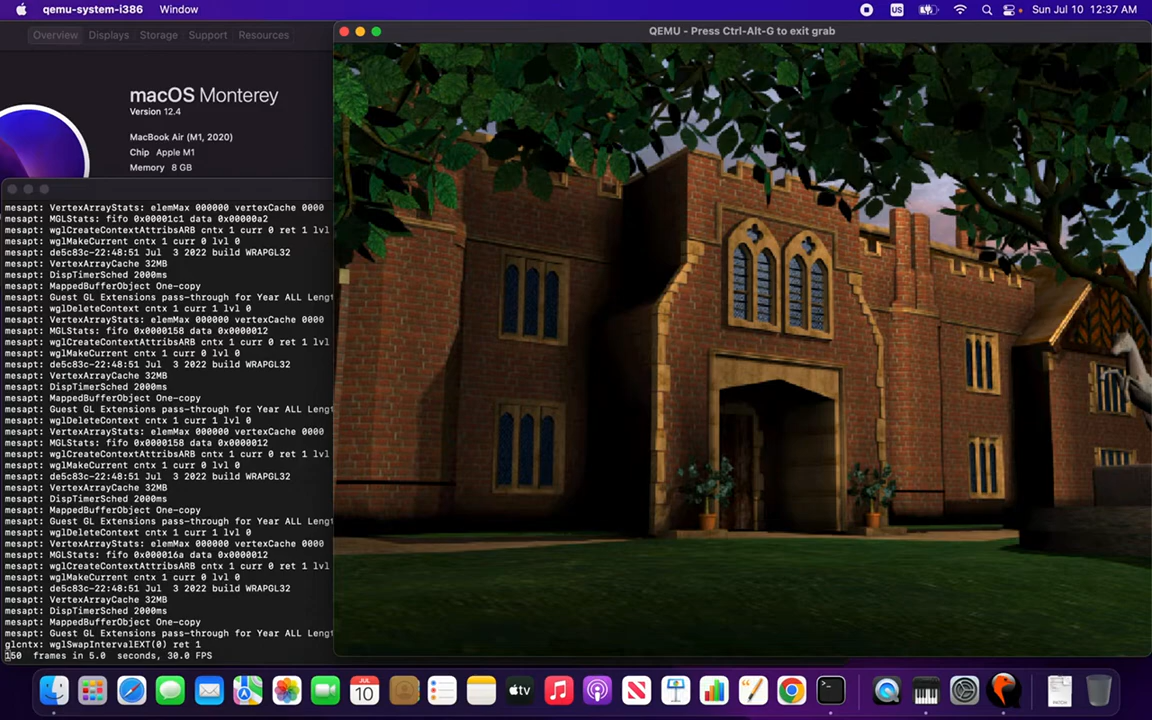 qemu-system-i386 Window
US
Sun Jul 10 12:37 AM
Overview Displays Storage Support Resources
QEMU - Press Ctrl-Alt-G to exit grab
macOS Monterey
Version 12.4
MacBook Air (M1, 2020)
Chip Apple M1
Memory 8 GB
mesapt: VertexArrayStats: elemMax 000000 vertexCache 0000
mesapt: MGLStats: fifo 0x00001c1 data 0x00000a2
mesapt: wglCreateContextAttribsARB cntx 1 curr 0 ret 1 lvl
mesapt: wglMakeCurrent cntx 1 curr 0 lvl 0
mesapt: de5c83c-22:48:51 Jul 3 2022 build WRAPGL32
mesapt: VertexArrayCache 32MB
mesapt: DispTimerSched 2000ms
mesapt: MappedBufferObject One-copy
mesapt: Guest GL Extensions pass-through for Year ALL Lengt
mesapt: wglDeleteContext cntx 1 curr 1 lvl 0
mesapt: VertexArrayStats: elemMax 000000 vertexCache 0000
mesapt: MGLStats: fifo 0x0000158 data 0x0000012
mesapt: wglCreateContextAttribsARB cntx 1 curr 0 ret 1 lvl
mesapt: wglMakeCurrent cntx 1 curr 0 lvl 0
mesapt: de5c83c-22:48:51 Jul 3 2022 build WRAPGL32
mesapt: VertexArrayCache 32MB
mesapt: DispTimerSched 2000ms
mesapt: MappedBufferObject One-copy
mesapt: Guest GL Extensions pass-through for Year ALL Lengt
mesapt: wglDeleteContext cntx 1 curr 1 lvl 0
mesapt: VertexArrayStats: elemMax 000000 vertexCache 0000
mesapt: MGLStats: fifo 0x0000158 data 0x0000012
mesapt: wglCreateContextAttribsARB cntx 1 curr 0 ret 1 lvl
mesapt: wglMakeCurrent cntx 1 curr 0 lvl 0
mesapt: de5c83c-22:48:51 Jul 3 2022 build WRAPGL32
mesapt: VertexArrayCache 32MB
mesapt: DispTimerSched 2000ms
mesapt: MappedBufferObject One-copy
mesapt: Guest GL Extensions pass-through for Year ALL Lengt
mesapt: wglDeleteContext cntx 1 curr 1 lvl 0
mesapt: VertexArrayStats: elemMax 000000 vertexCache 0000
mesapt: MGLStats: fifo 0x000016a data 0x0000012
mesapt: wglCreateContextAttribsARB cntx 1 curr 0 ret 1 lvl
mesapt: wglMakeCurrent cntx 1 curr 0 lvl 0
mesapt: de5c83c-22:48:51 Jul 3 2022 build WRAPGL32
mesapt: VertexArrayCache 32MB
mesapt: DispTimerSched 2000ms
mesapt: MappedBufferObject One-copy
mesapt: Guest GL Extensions pass-through for Year ALL Lengt
glcntx: wglSwapIntervalEXT(0) ret 1
150 frames in 5.0 seconds, 30.0 FPS
JUL
10
tv